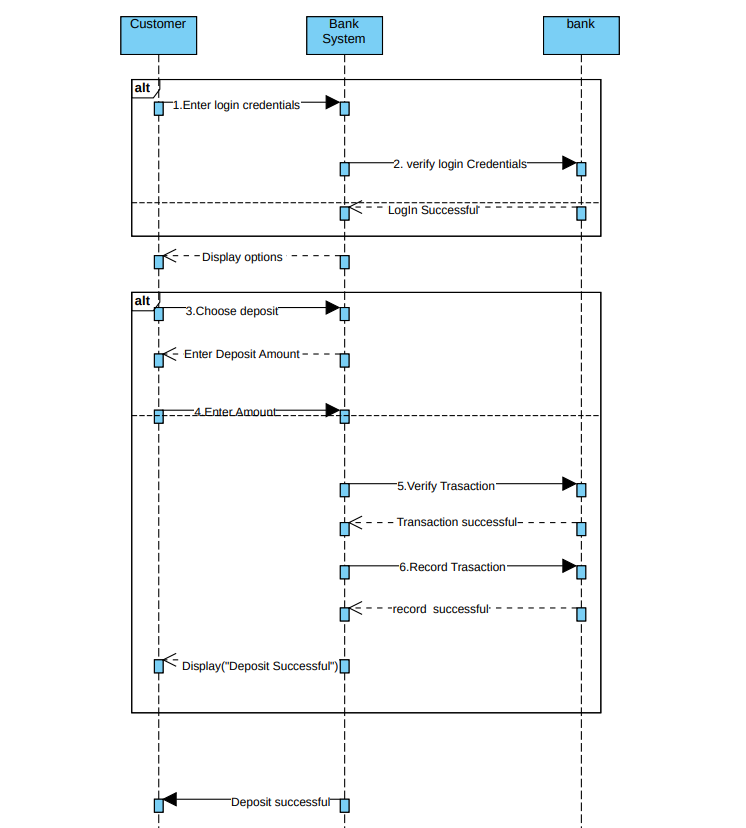 Customer
Bank
System
bank
alt
1.Enter login credentials
2. verify login Credentials
LogIn Successful
Display options
alt
3.Choose deposit
Enter Deposit Amount
4.Enter Amount
5.Verify Trasaction
Transaction successful
6.Record Trasaction
record  successful
Display("Deposit Successful")
Deposit successful